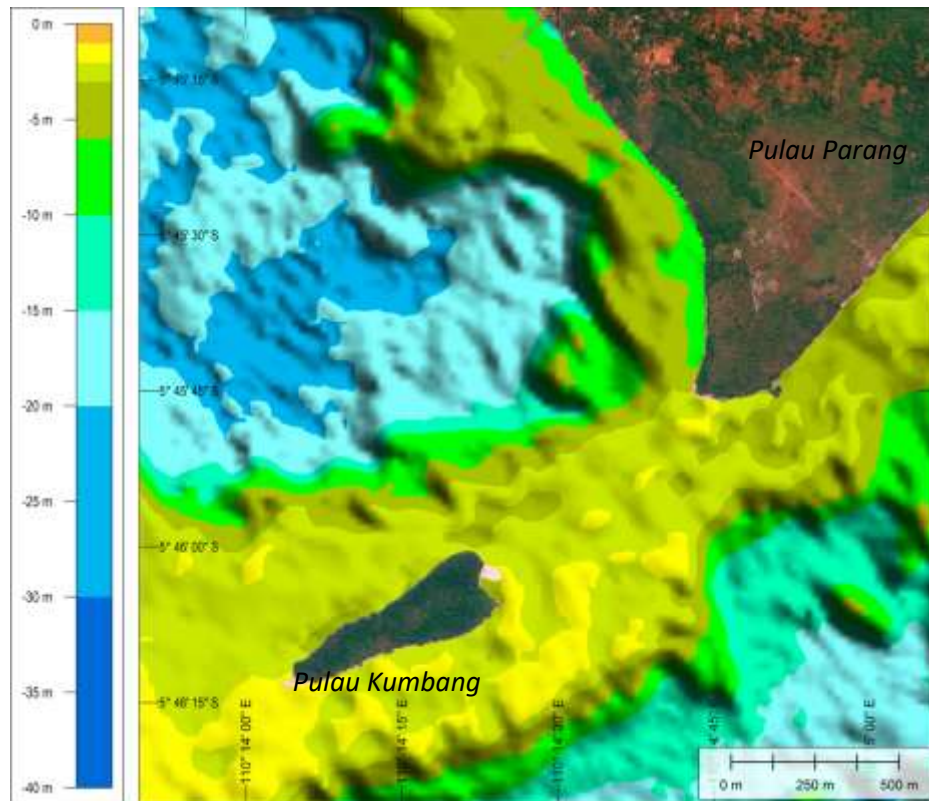 0 m
-5 m
-10 m
-15 m
-20 m
-25 m
-30 m
-35 m
-40 m
Pulau Parang
5° 45' 30" S
5° 45' 45" S
5° 46' 00" S
Pulau Kumbang
5° 46' 15" S
110° 14' 00" E
110° 14' 15" E
110° 14' 30" E
0 m 250 m 500 m